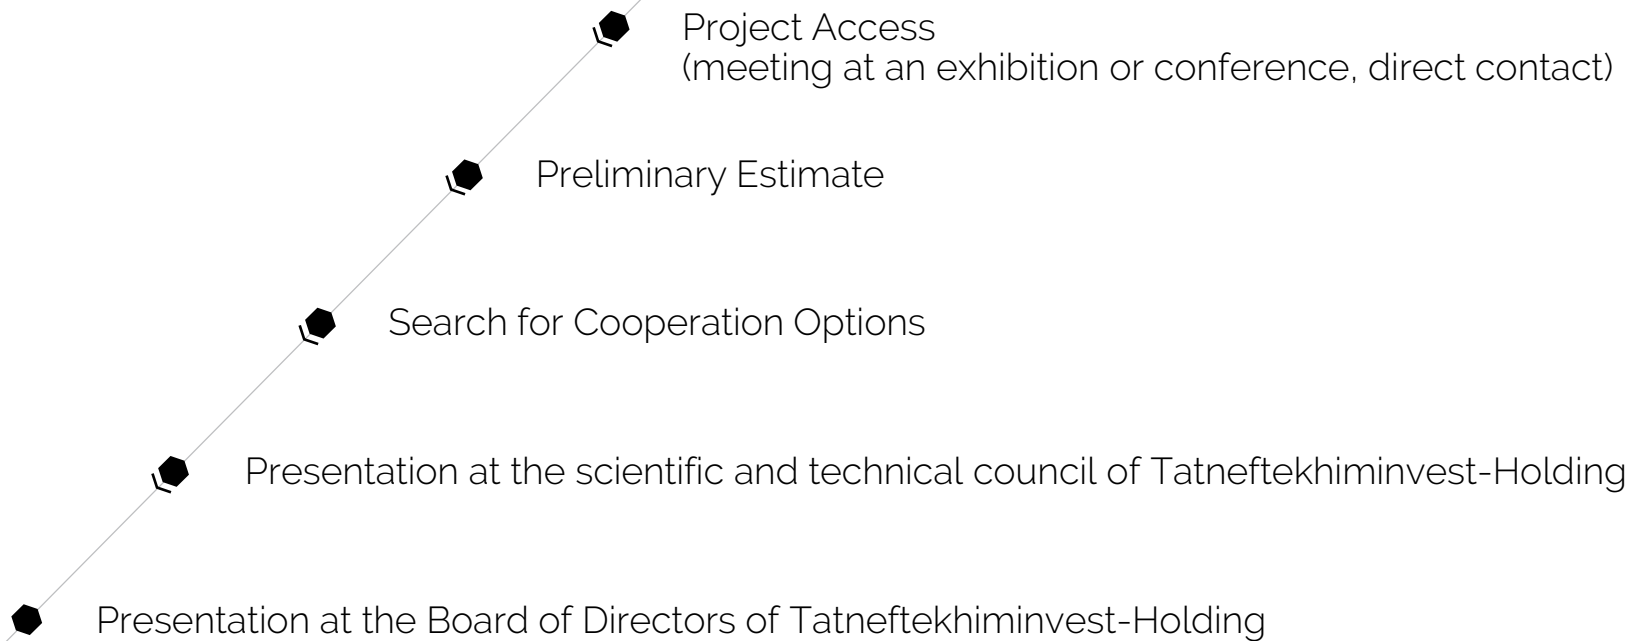 Project Access
(meeting at an exhibition or conference, direct contact)
Preliminary Estimate
Search for Cooperation Options
Presentation at the scientific and technical council of Tatneftekhiminvest-Holding
Presentation at the Board of Directors of Tatneftekhiminvest-Holding